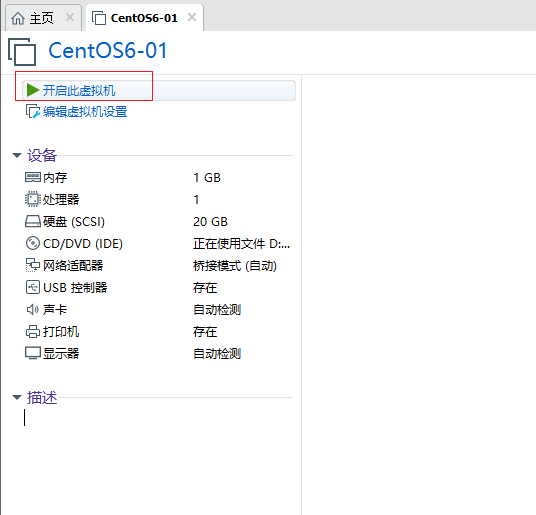 主页 CentOS6-01
CentOS6-01
开启此虚拟机
编辑虚拟机设置
设备
内存 1 GB
处理器 1
硬盘 (SCSI) 20 GB
CD/DVD (IDE) 正在使用文件 D:...
网络适配器 桥接模式 (自动)
USB 控制器 存在
声卡 自动检测
打印机 存在
显示器 自动检测
描述